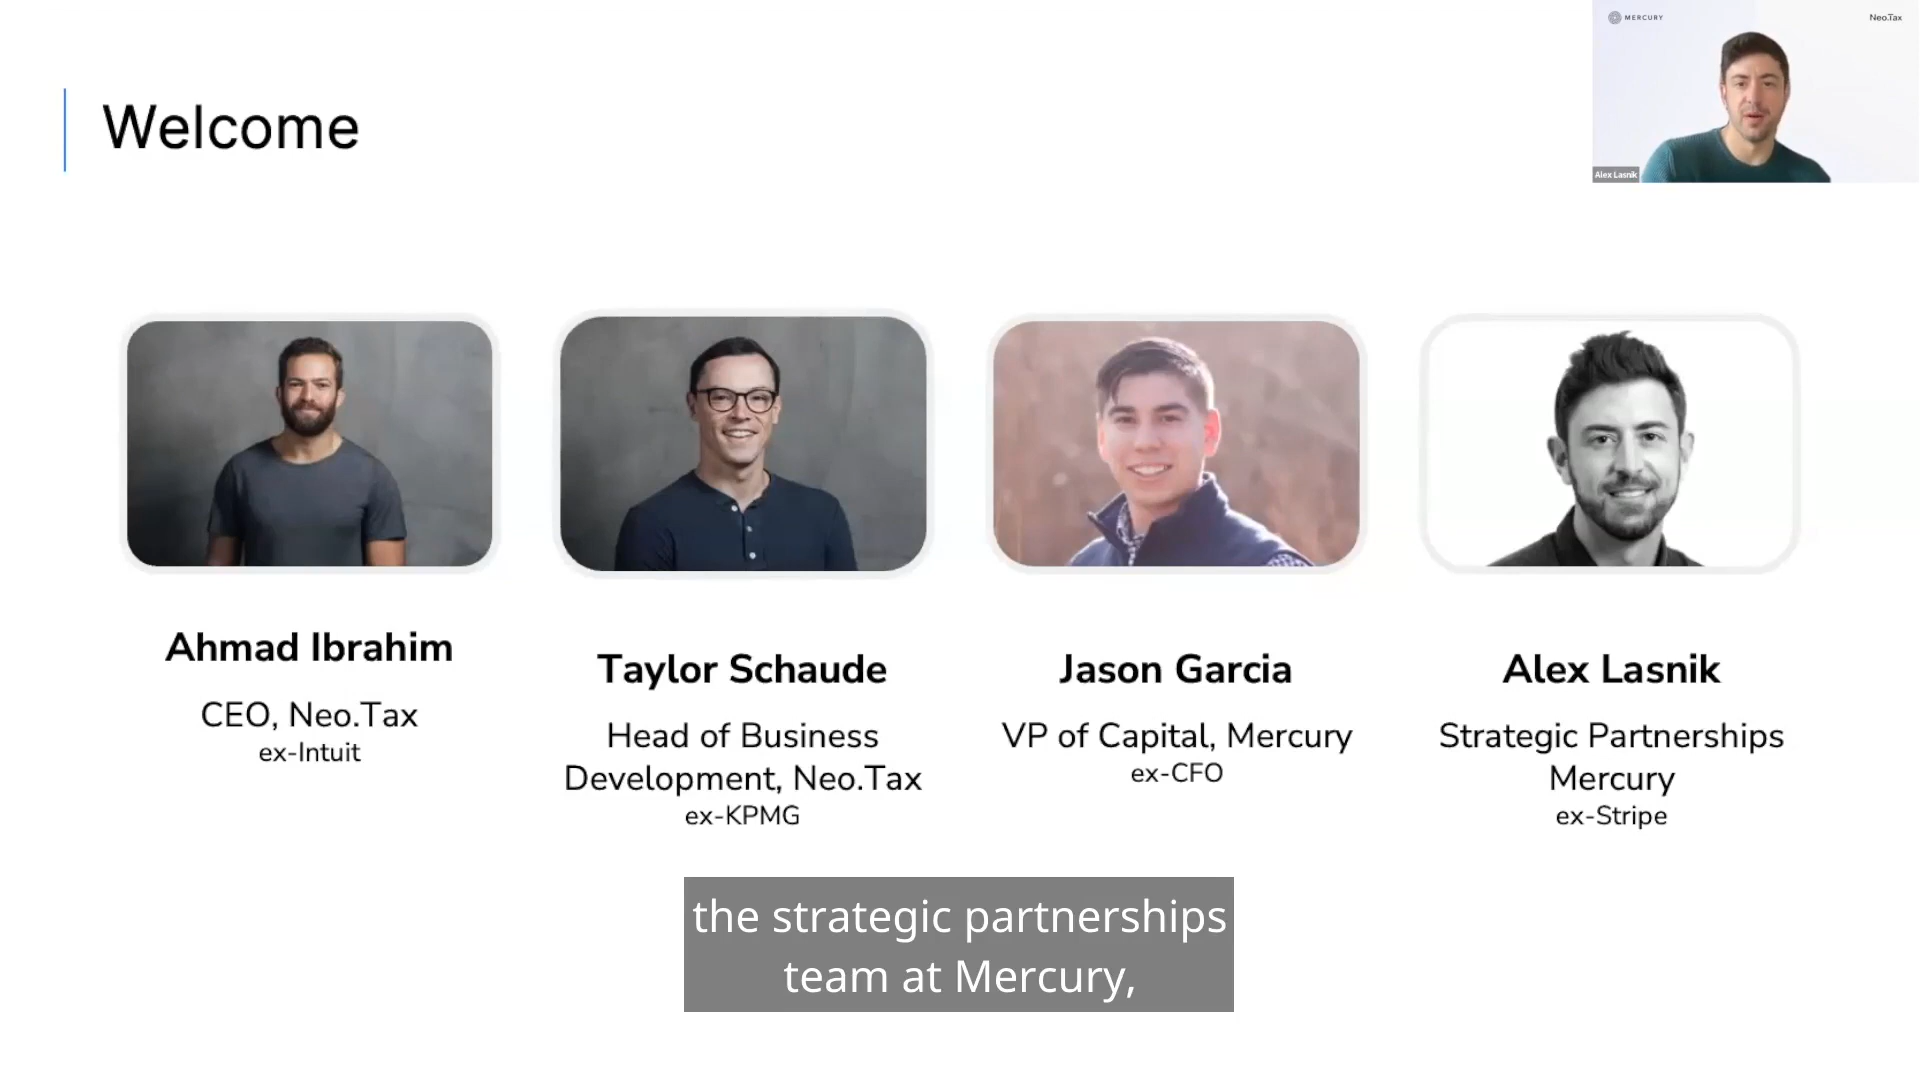 MERCURY
Neo.Tax
Welcome
Alex Lasnik
Ahmad Ibrahim
CEO, Neo.Tax
ex-Intuit
Taylor Schaude
Head of Business
Development, Neo.Tax
ex-KPMG
Jason Garcia
VP of Capital, Mercury
ex-CFO
Alex Lasnik
Strategic Partnerships
Mercury
ex-Stripe
the strategic partnerships
team at Mercury,